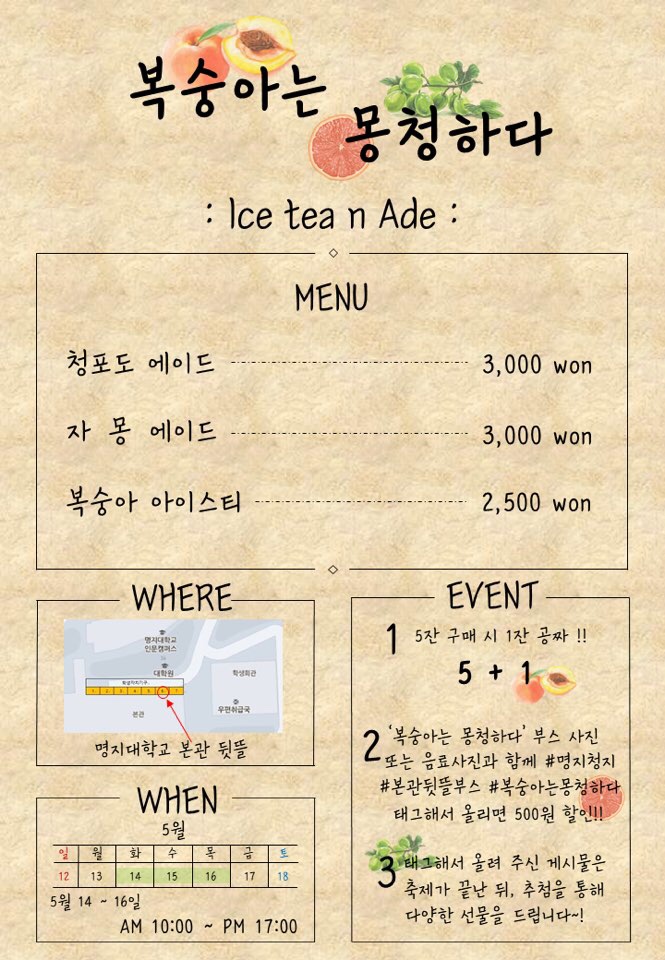 복숭아는
몽청하다
: Ice tea n Ade :
MENU
청포도 에이드 3,000 won
자 몽 에이드 3,000 won
복숭아 아이스티 2,500 won
WHERE
명지대학교
인문캠퍼스
대학원
학생회관
1 2 3 4 5 6 7
본관
우편취급국
명지대학교 본관 뒷뜰
WHEN
5월
일 월 화 수 목 금 토
12 13 14 15 16 17 18
5월 14 ~ 16일
AM 10:00 ~ PM 17:00
EVENT
1 5잔 구매 시 1잔 공짜 !!
5 + 1
2 '복숭아는 몽청하다' 부스 사진
또는 음료사진과 함께 #명지청지
#본관뒷뜰부스 #복숭아는몽청하다
태그해서 올리면 500원 할인!!
3 태그해서 올려 주신 게시물은
축제가 끝난 뒤, 추첨을 통해
다양한 선물을 드립니다~!